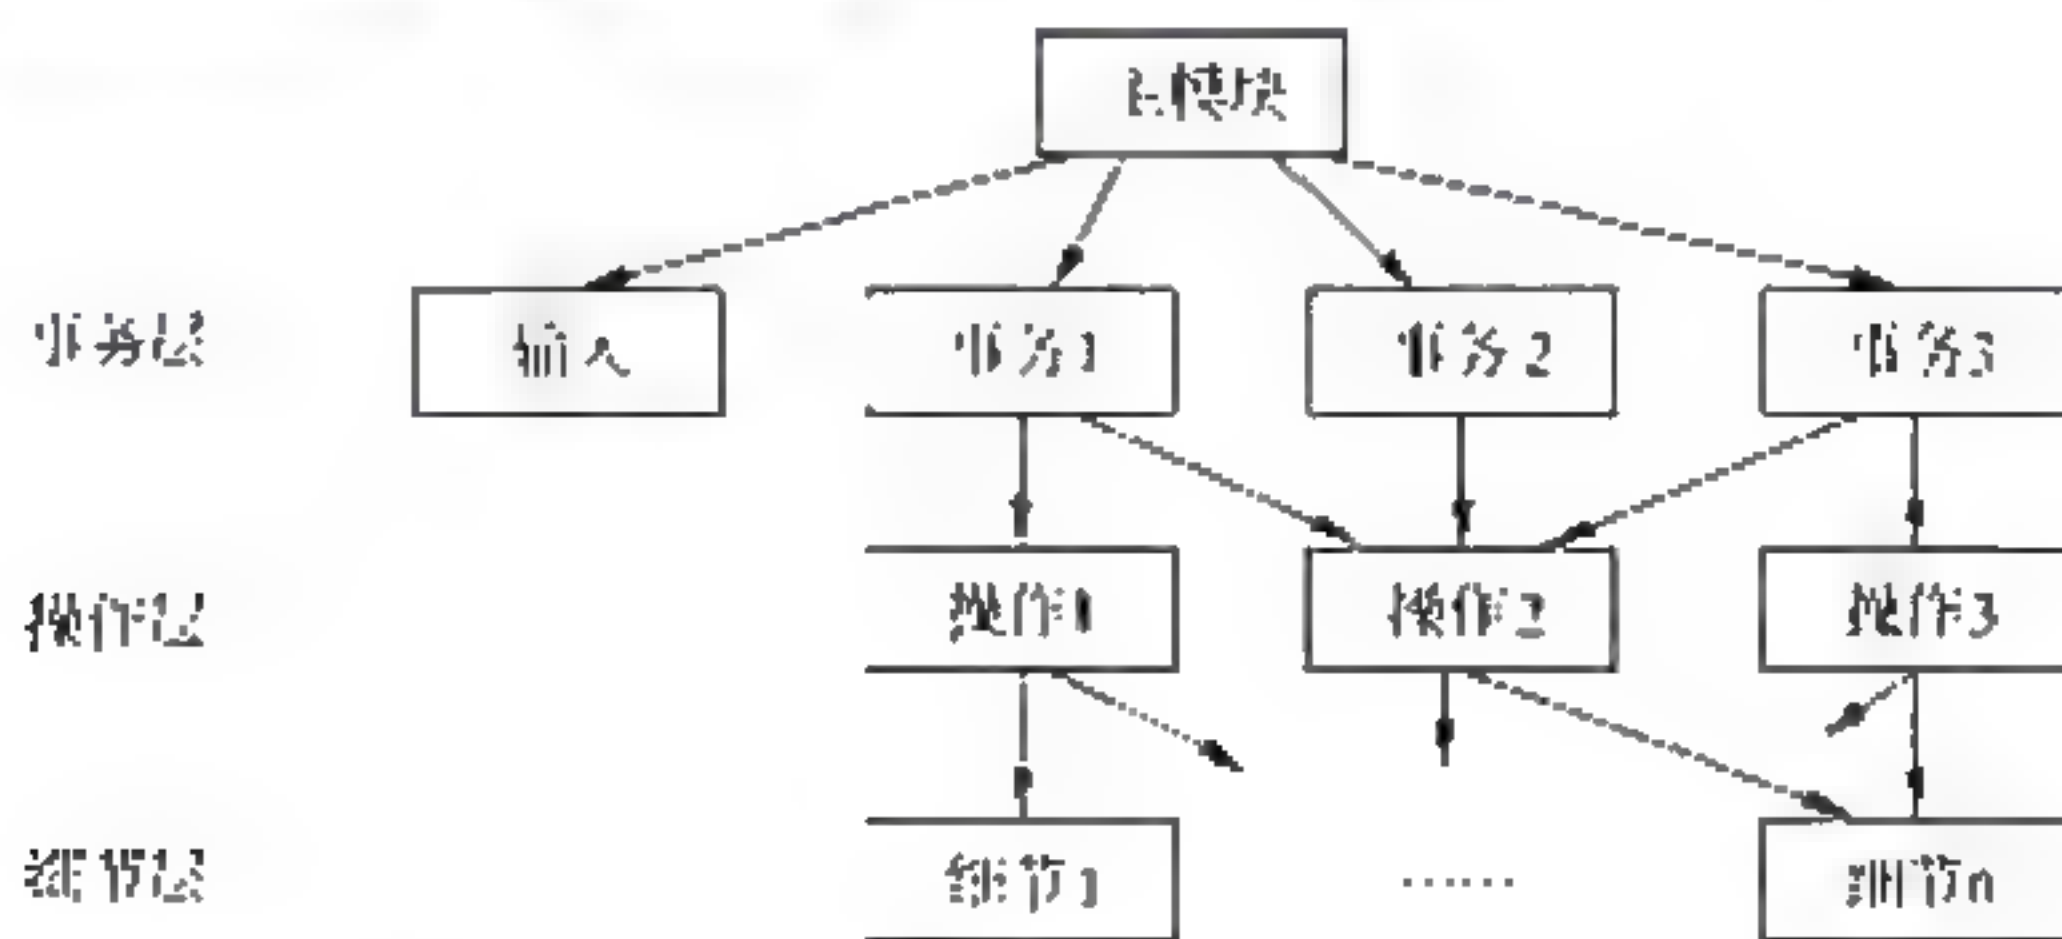 主模块
事务层 输入 事务1 事务2 事务3
操作层 操作1 操作2 操作3
细节层 细节1 …… 细节n